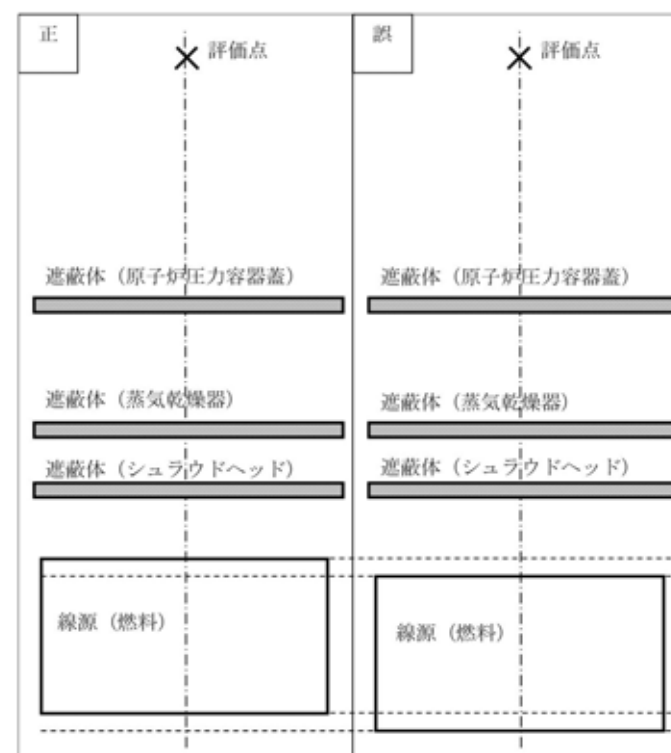 正
評価点
遮蔽体（原子炉圧力容器蓋）
遮蔽体（蒸気乾燥器）
遮蔽体（シュラウドヘッド）
線源（燃料）
誤
評価点
遮蔽体（原子炉圧力容器蓋）
遮蔽体（蒸気乾燥器）
遮蔽体（シュラウドヘッド）
線源（燃料）